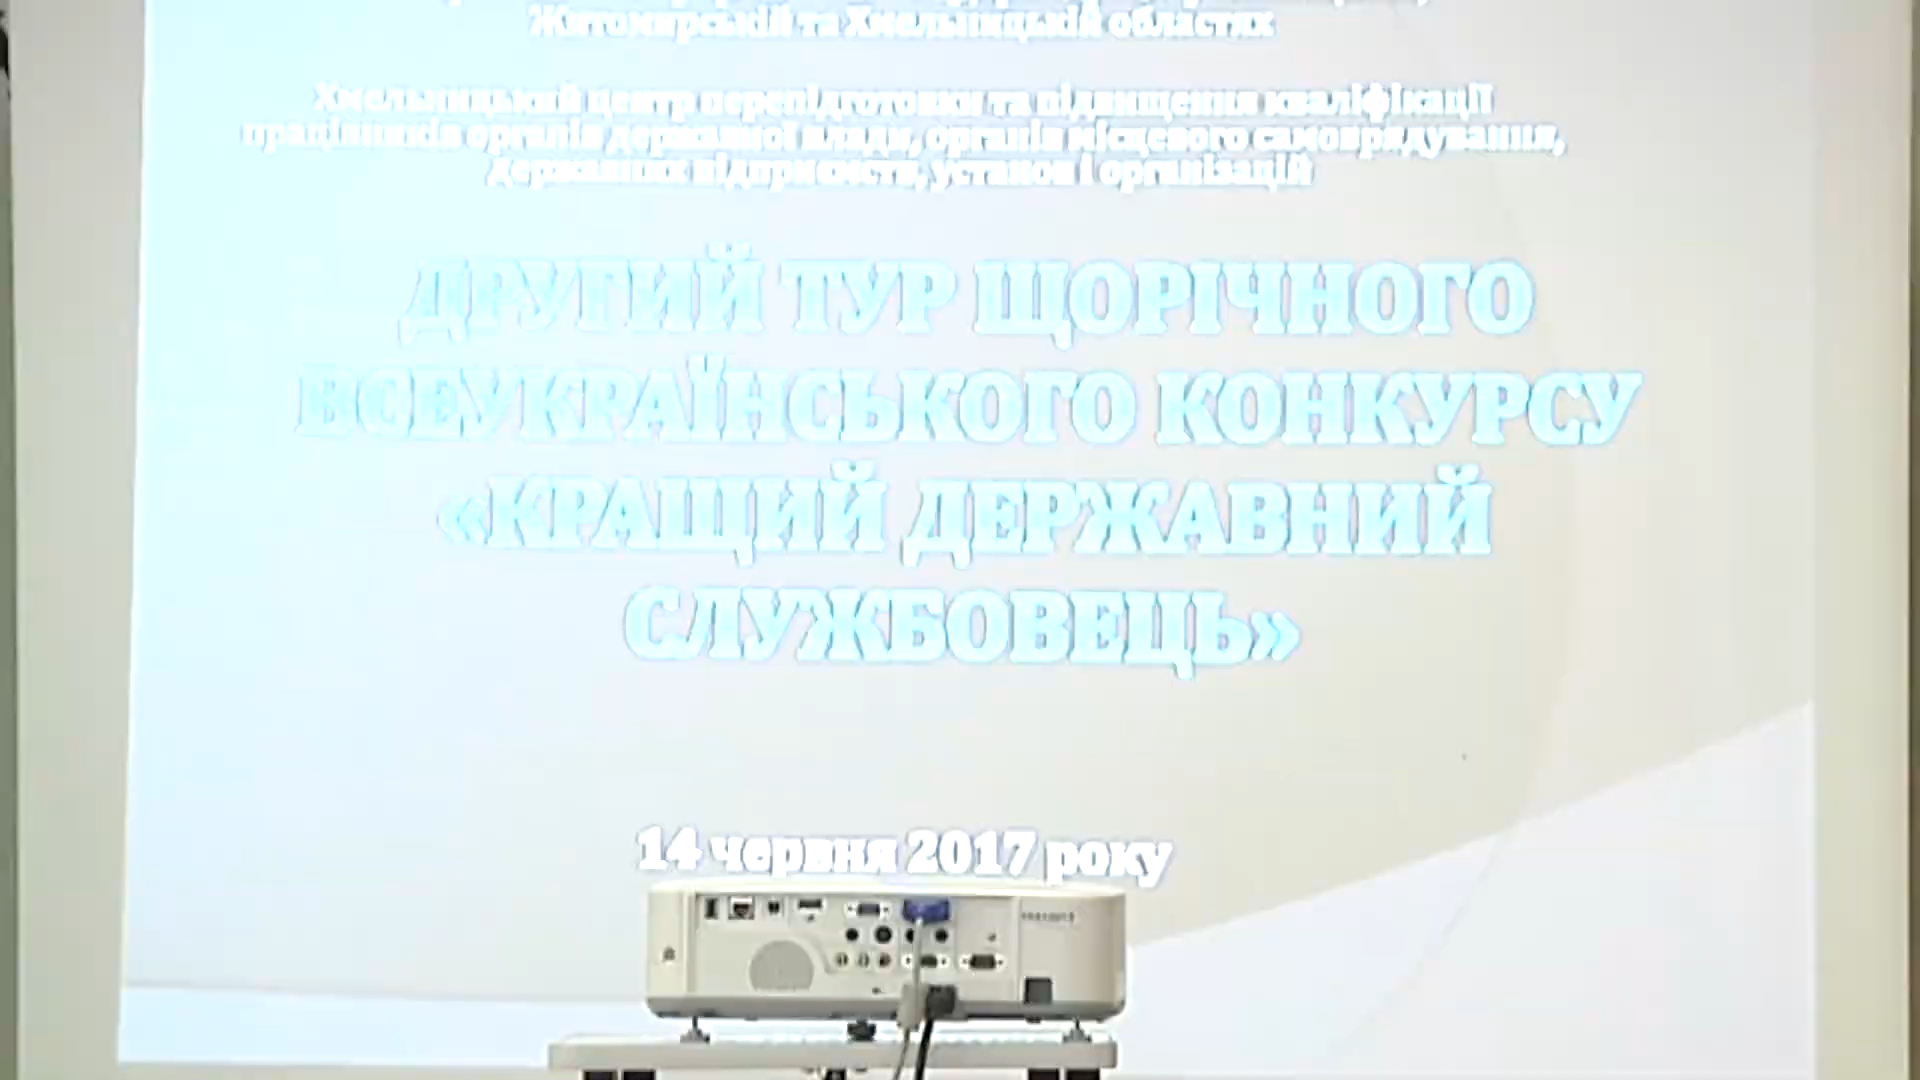 Житомирській та Хмельницькій областях
Хмельницький центр перепідготовки та підвищення кваліфікації
працівників органів державної влади, органів місцевого самоврядування,
державних підприємств, установ і організацій
ДРУГИЙ ТУР ЩОРІЧНОГО
ВСЕУКРАЇНСЬКОГО КОНКУРСУ
«КРАЩИЙ ДЕРЖАВНИЙ
СЛУЖБОВЕЦЬ»
14 червня 2017 року